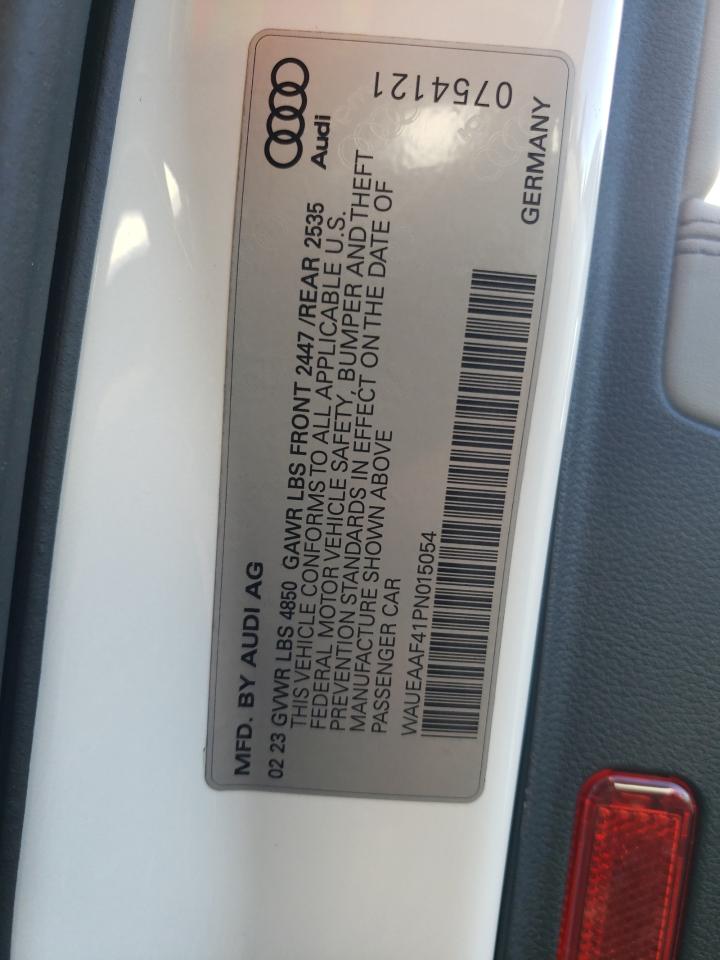 MFD. BY AUDI AG
Audi
02 23 GVWR LBS 4850 GAWR LBS FRONT 2447 /REAR 2535
THIS VEHICLE CONFORMS TO ALL APPLICABLE U.S.
FEDERAL MOTOR VEHICLE SAFETY, BUMPER AND THEFT
PREVENTION STANDARDS IN EFFECT ON THE DATE OF
MANUFACTURE SHOWN ABOVE
PASSENGER CAR
WAUEAAF41PN015054
0754121
GERMANY